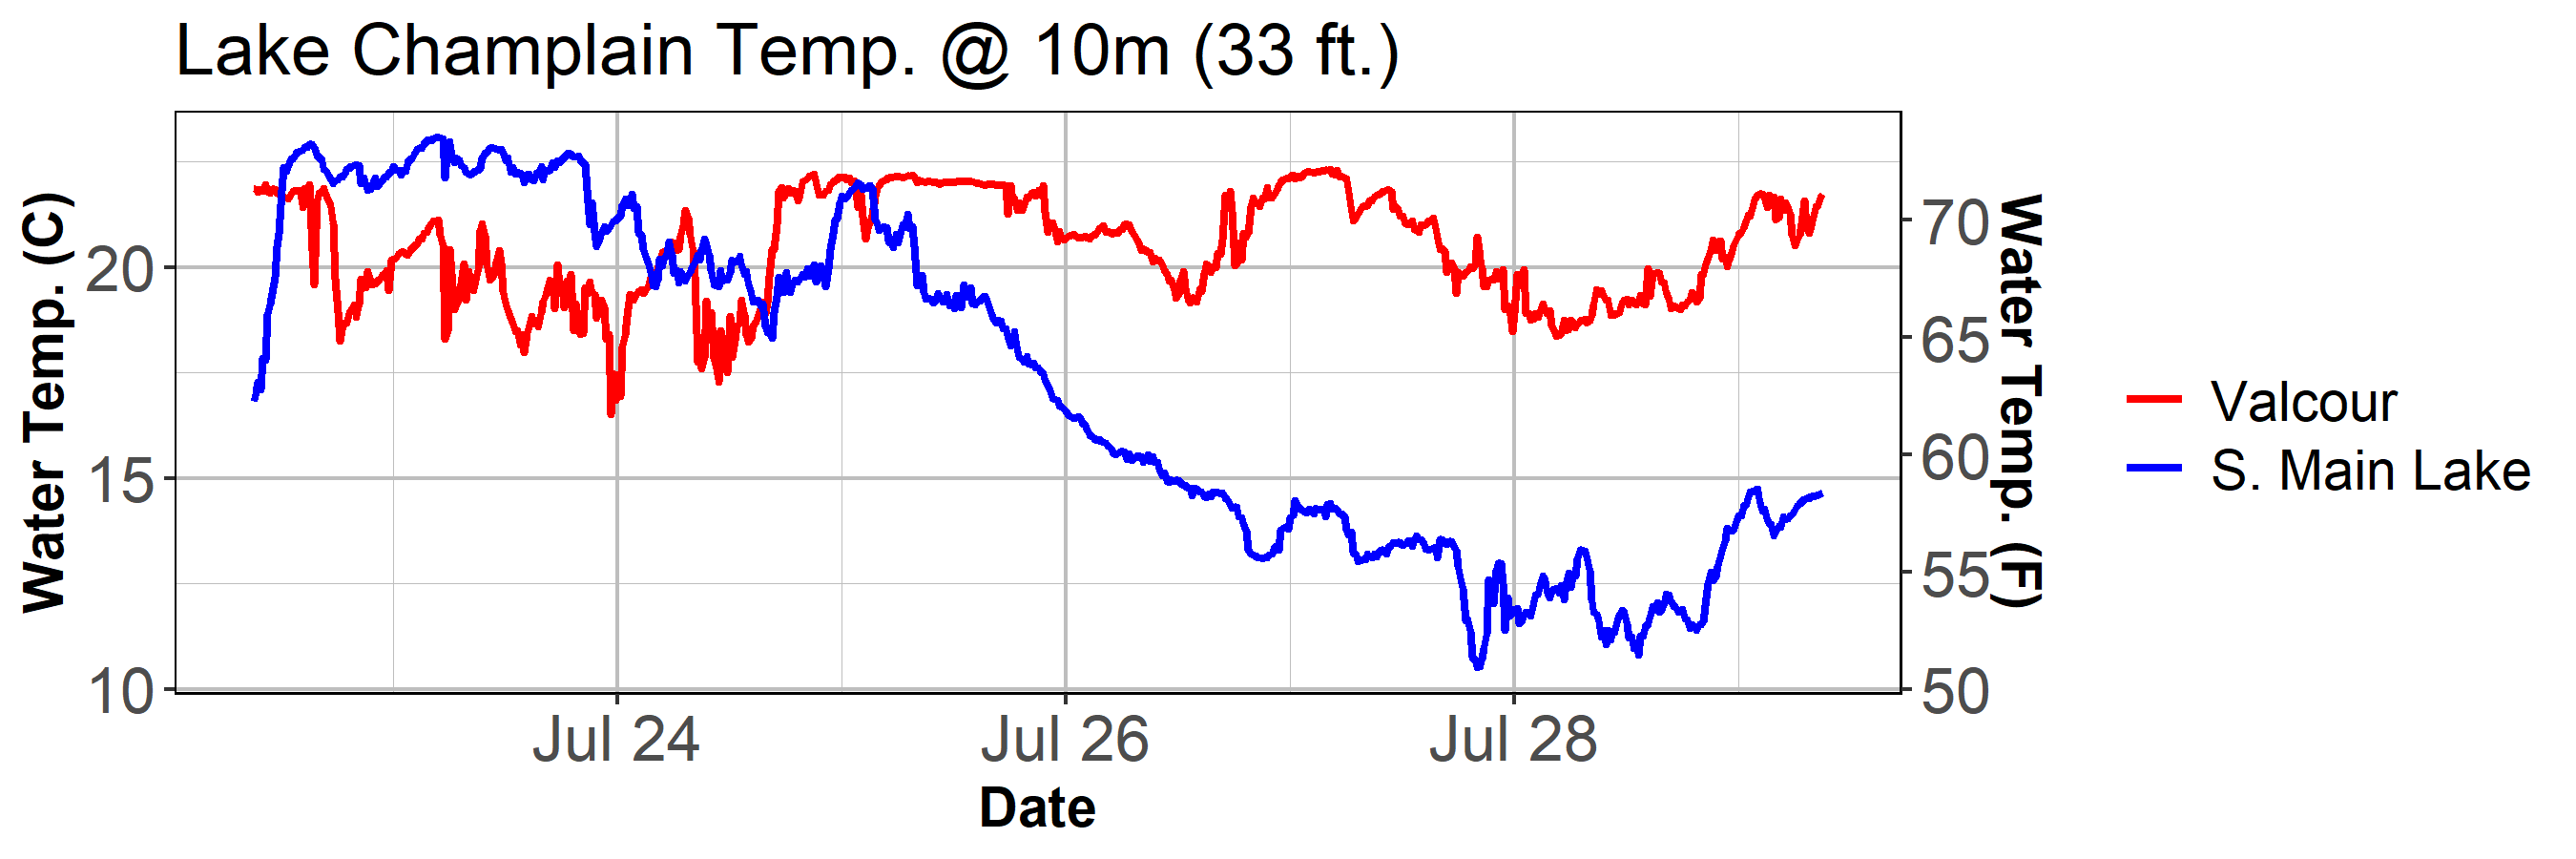 Lake Champlain Temp. @ 10m (33 ft.)
Water Temp. (C)
20
15
10
70
65
60
55
50
Water Temp. (F)
Jul 24
Jul 26
Jul 28
Date
Valcour
S. Main Lake